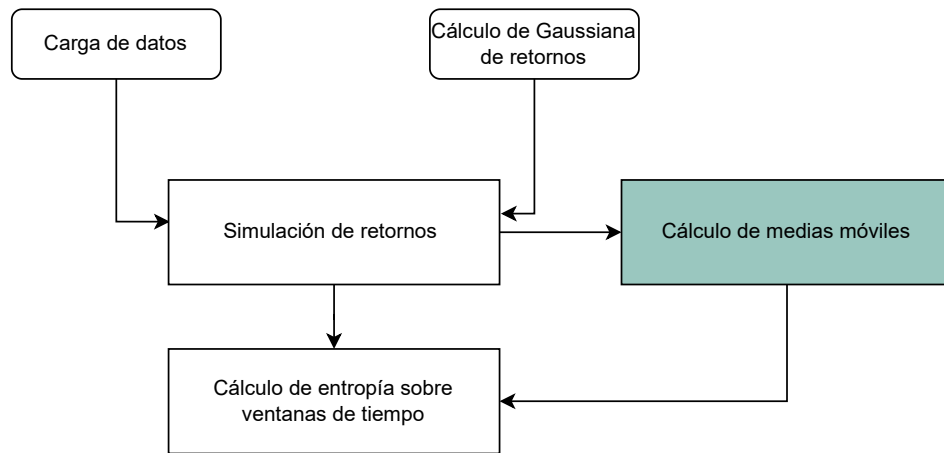 Carga de datos
Cálculo de Gaussiana
de retornos
Simulación de retornos
Cálculo de medias móviles
Cálculo de entropía sobre
ventanas de tiempo